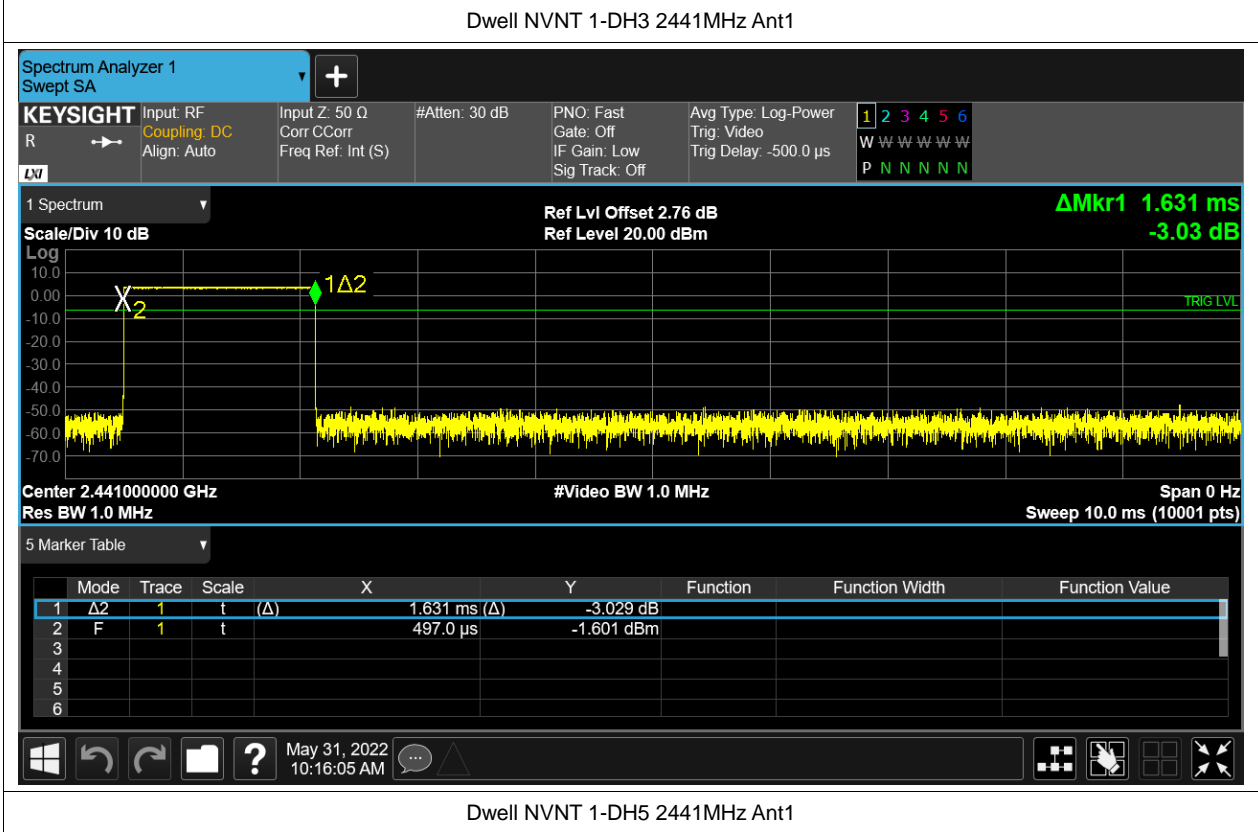 Dwell NVNT 1-DH3 2441MHz Ant1
Spectrum Analyzer 1
Swept SA
+
KEYSIGHT Input: RF Input Z: 50 Ω #Atten: 30 dB PNO: Fast Avg Type: Log-Power 1 2 3 4 5 6
R Coupling: DC Corr CCorr Gate: Off Trig: Video W W W W W W
Align: Auto Freq Ref: Int (S) IF Gain: Low Trig Delay: -500.0 µs
LXI Sig Track: Off P N N N N N
1 Spectrum Ref Lvl Offset 2.76 dB ΔMkr1 1.631 ms
Scale/Div 10 dB Ref Level 20.00 dBm -3.03 dB
Log
10.0
1Δ2
0.00
2
TRIG LVL
-10.0
-20.0
-30.0
-40.0
-50.0
-60.0
-70.0
Center 2.441000000 GHz #Video BW 1.0 MHz Span 0 Hz
Res BW 1.0 MHz Sweep 10.0 ms (10001 pts)
5 Marker Table
Mode Trace Scale X Y Function Function Width Function Value
1 Δ2 1 t (Δ) 1.631 ms (Δ) -3.029 dB
2 F 1 t 497.0 µs -1.601 dBm
3
4
5
6
? May 31, 2022
10:16:05 AM
Dwell NVNT 1-DH5 2441MHz Ant1